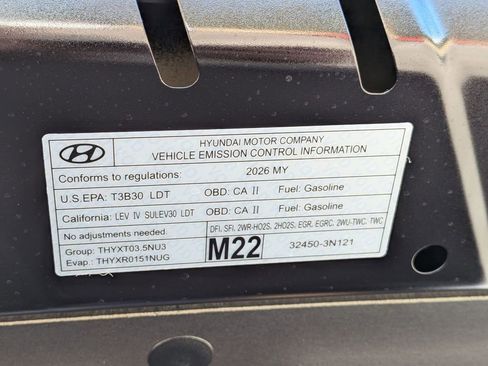 HYUNDAI MOTOR COMPANY
VEHICLE EMISSION CONTROL INFORMATION
Conforms to regulations: 2026 MY
U.S.EPA: T3B30 LDT OBD: CA II Fuel: Gasoline
California: LEV IV SULEV30 LDT OBD: CA II Fuel: Gasoline
No adjustments needed.
DFI, SFI, 2WR-HO2S, 2HO2S, EGR, EGRC, 2WU-TWC, TWC
Group: THYXT03.5NU3
Evap.: THYXR0151NUG
M22
32450-3N121